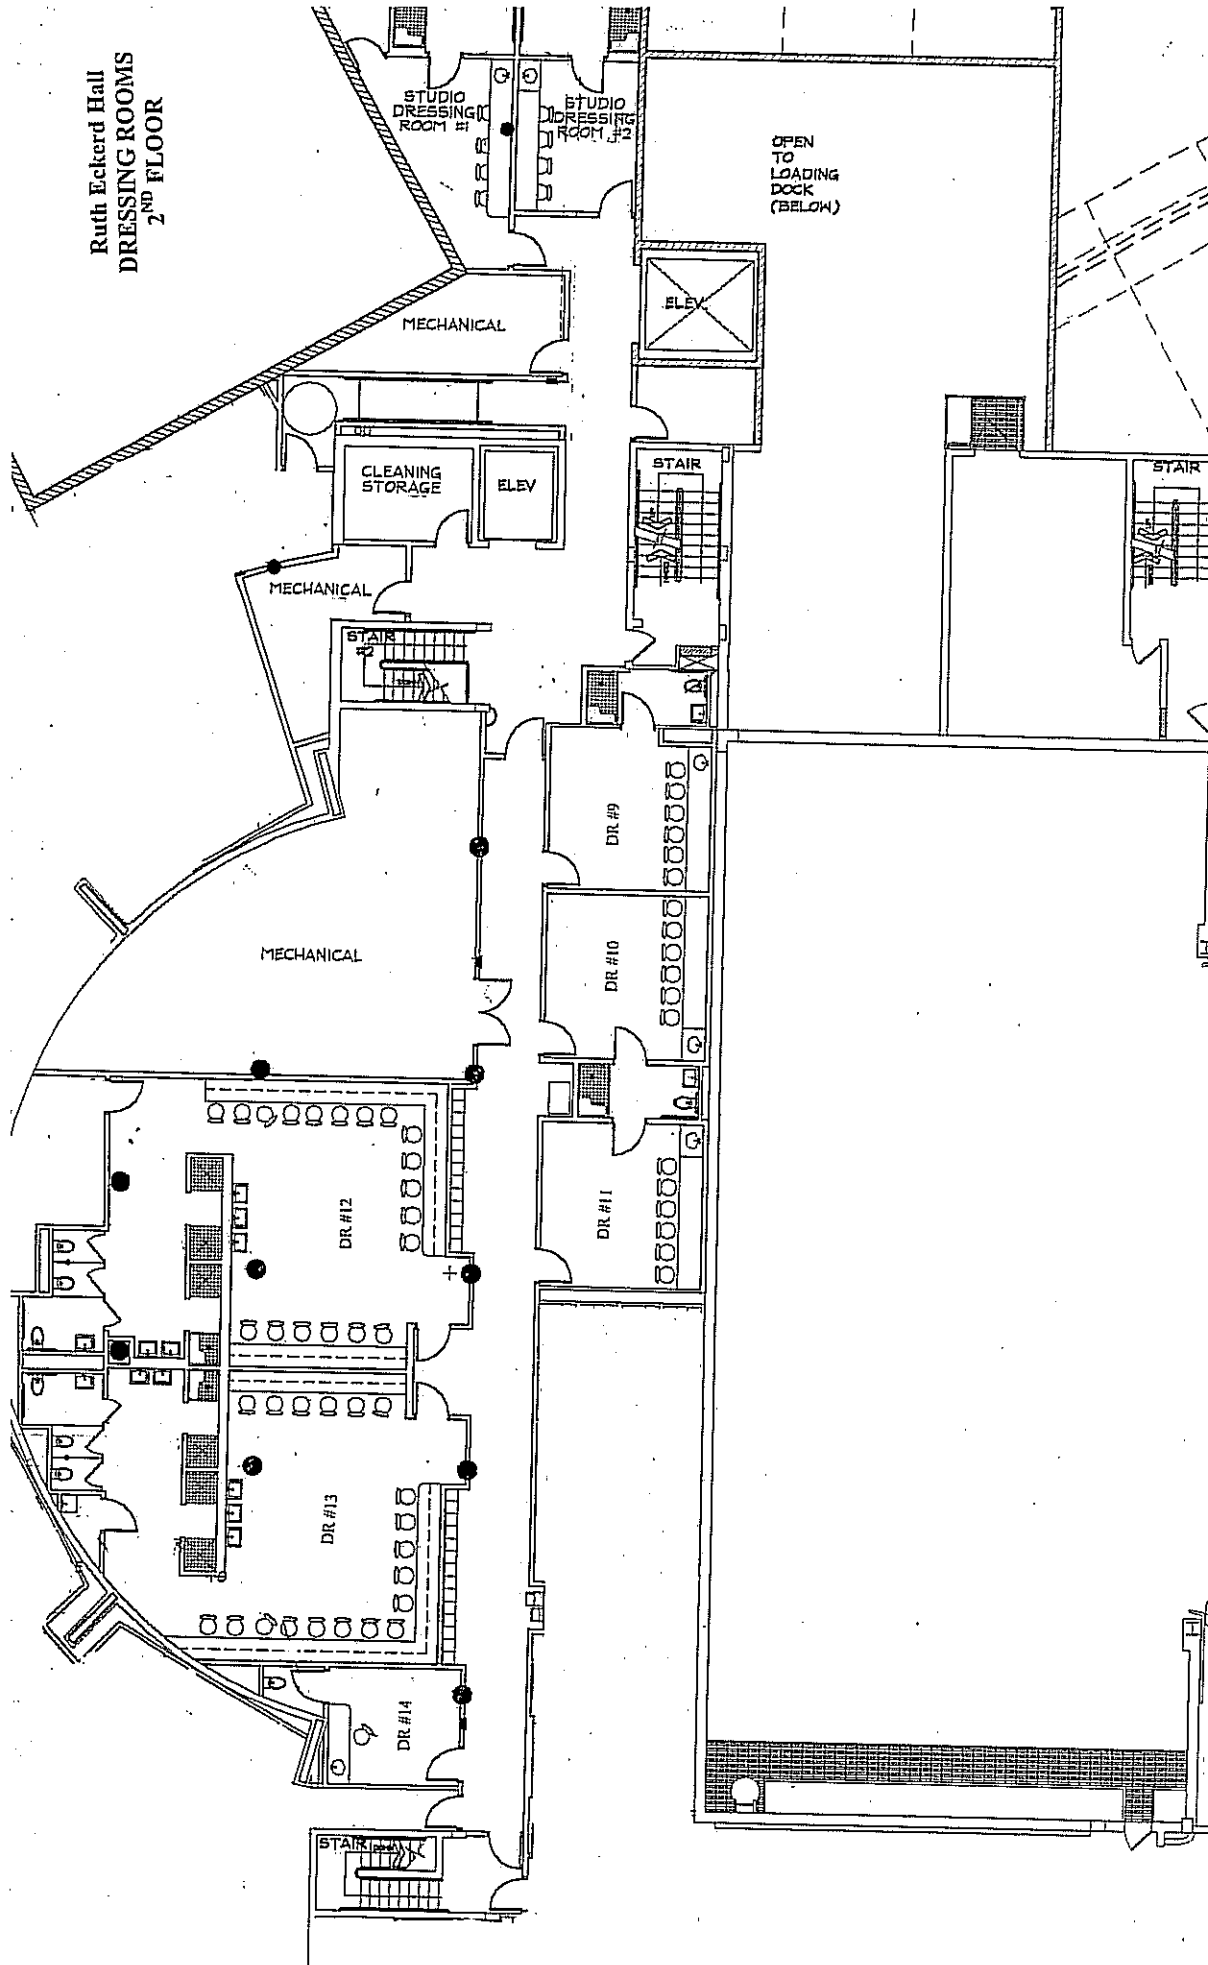 Ruth Eckerd Hall
DRESSING ROOMS
2ND FLOOR
STUDIO
DRESSING
ROOM #1
STUDIO
DRESSING
ROOM #2
OPEN
TO
LOADING
DOCK
(BELOW)
MECHANICAL
ELEV.
CLEANING
STORAGE
ELEV
STAIR
STAIR
MECHANICAL
STAIR
#2
DR #9
MECHANICAL
DR #10
DR #12
DR #11
DR #13
DR #14
STAIR